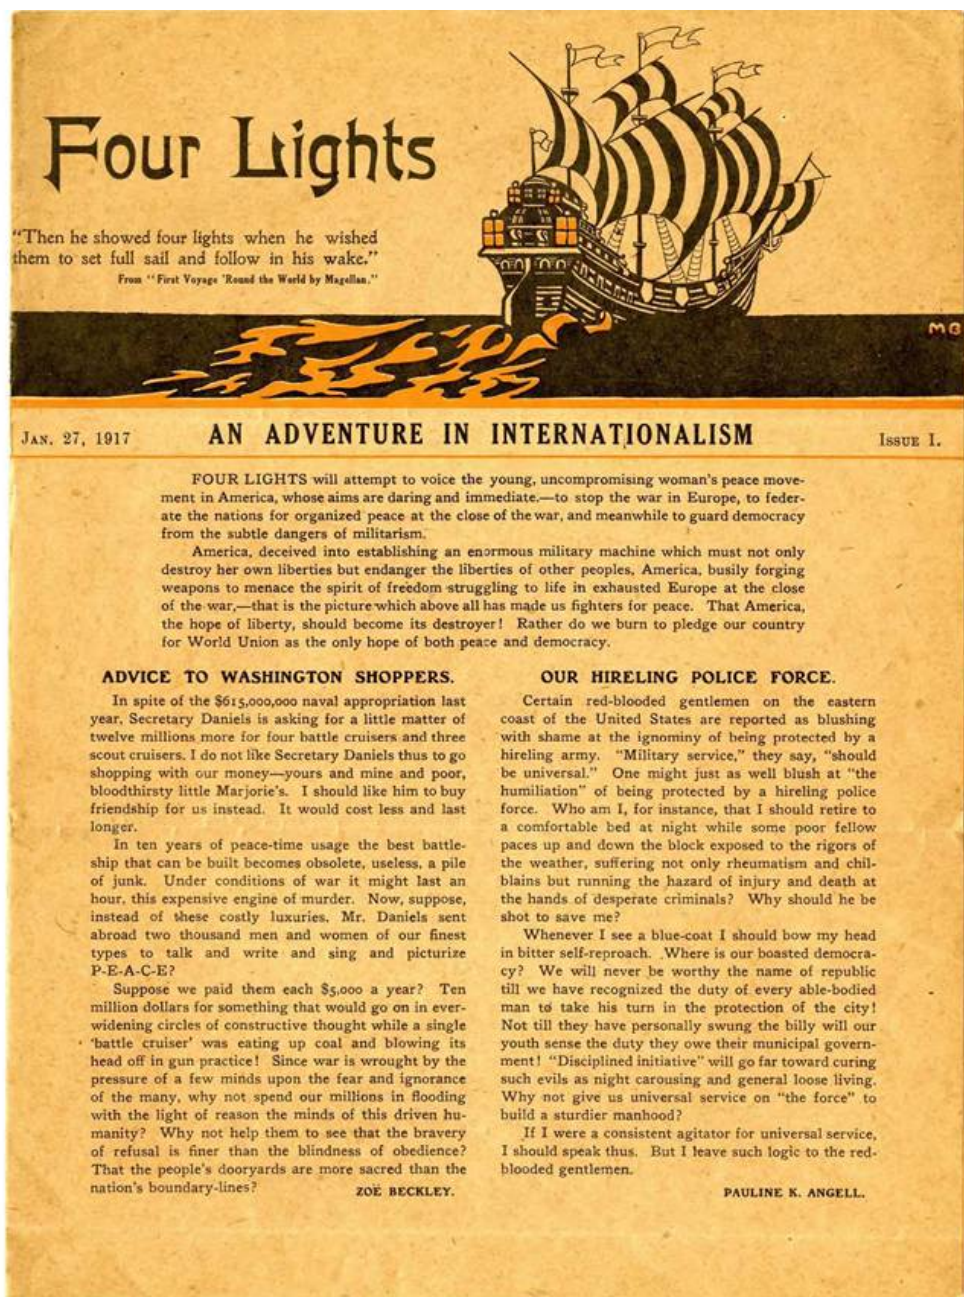 Four Lights
"Then he showed four lights when he wished
them to set full sail and follow in his wake."
From "First Voyage 'Round the World by Magellan."
MB
JAN. 27, 1917
AN ADVENTURE IN INTERNATIONALISM
ISSUE I.
FOUR LIGHTS will attempt to voice the young, uncompromising woman's peace move-
ment in America, whose aims are daring and immediate,—to stop the war in Europe, to feder-
ate the nations for organized peace at the close of the war, and meanwhile to guard democracy
from the subtle dangers of militarism.
America, deceived into establishing an enormous military machine which must not only
destroy her own liberties but endanger the liberties of other peoples, America, busily forging
weapons to menace the spirit of freedom struggling to life in exhausted Europe at the close
of the war,—that is the picture which above all has made us fighters for peace. That America,
the hope of liberty, should become its destroyer! Rather do we burn to pledge our country
for World Union as the only hope of both peace and democracy.
ADVICE TO WASHINGTON SHOPPERS.
In spite of the $615,000,000 naval appropriation last
year, Secretary Daniels is asking for a little matter of
twelve millions more for four battle cruisers and three
scout cruisers. I do not like Secretary Daniels thus to go
shopping with our money—yours and mine and poor,
bloodthirsty little Marjorie's. I should like him to buy
friendship for us instead. It would cost less and last
longer.
In ten years of peace-time usage the best battle-
ship that can be built becomes obsolete, useless, a pile
of junk. Under conditions of war it might last an
hour, this expensive engine of murder. Now, suppose,
instead of these costly luxuries, Mr. Daniels sent
abroad two thousand men and women of our finest
types to talk and write and sing and picturize
P-E-A-C-E?
Suppose we paid them each $5,000 a year? Ten
million dollars for something that would go on in ever-
widening circles of constructive thought while a single
'battle cruiser' was eating up coal and blowing its
head off in gun practice! Since war is wrought by the
pressure of a few minds upon the fear and ignorance
of the many, why not spend our millions in flooding
with the light of reason the minds of this driven hu-
manity? Why not help them to see that the bravery
of refusal is finer than the blindness of obedience?
That the people's dooryards are more sacred than the
nation's boundary-lines?
ZOË BECKLEY.
OUR HIRELING POLICE FORCE.
Certain red-blooded gentlemen on the eastern
coast of the United States are reported as blushing
with shame at the ignominy of being protected by a
hireling army. "Military service," they say, "should
be universal." One might just as well blush at "the
humiliation" of being protected by a hireling police
force. Who am I, for instance, that I should retire to
a comfortable bed at night while some poor fellow
paces up and down the block exposed to the rigors of
the weather, suffering not only rheumatism and chil-
blains but running the hazard of injury and death at
the hands of desperate criminals? Why should he be
shot to save me?
Whenever I see a blue-coat I should bow my head
in bitter self-reproach. Where is our boasted democra-
cy? We will never be worthy the name of republic
till we have recognized the duty of every able-bodied
man to take his turn in the protection of the city!
Not till they have personally swung the billy will our
youth sense the duty they owe their municipal govern-
ment! "Disciplined initiative" will go far toward curing
such evils as night carousing and general loose living.
Why not give us universal service on "the force" to
build a sturdier manhood?
If I were a consistent agitator for universal service,
I should speak thus. But I leave such logic to the red-
blooded gentlemen.
PAULINE K. ANGELL.